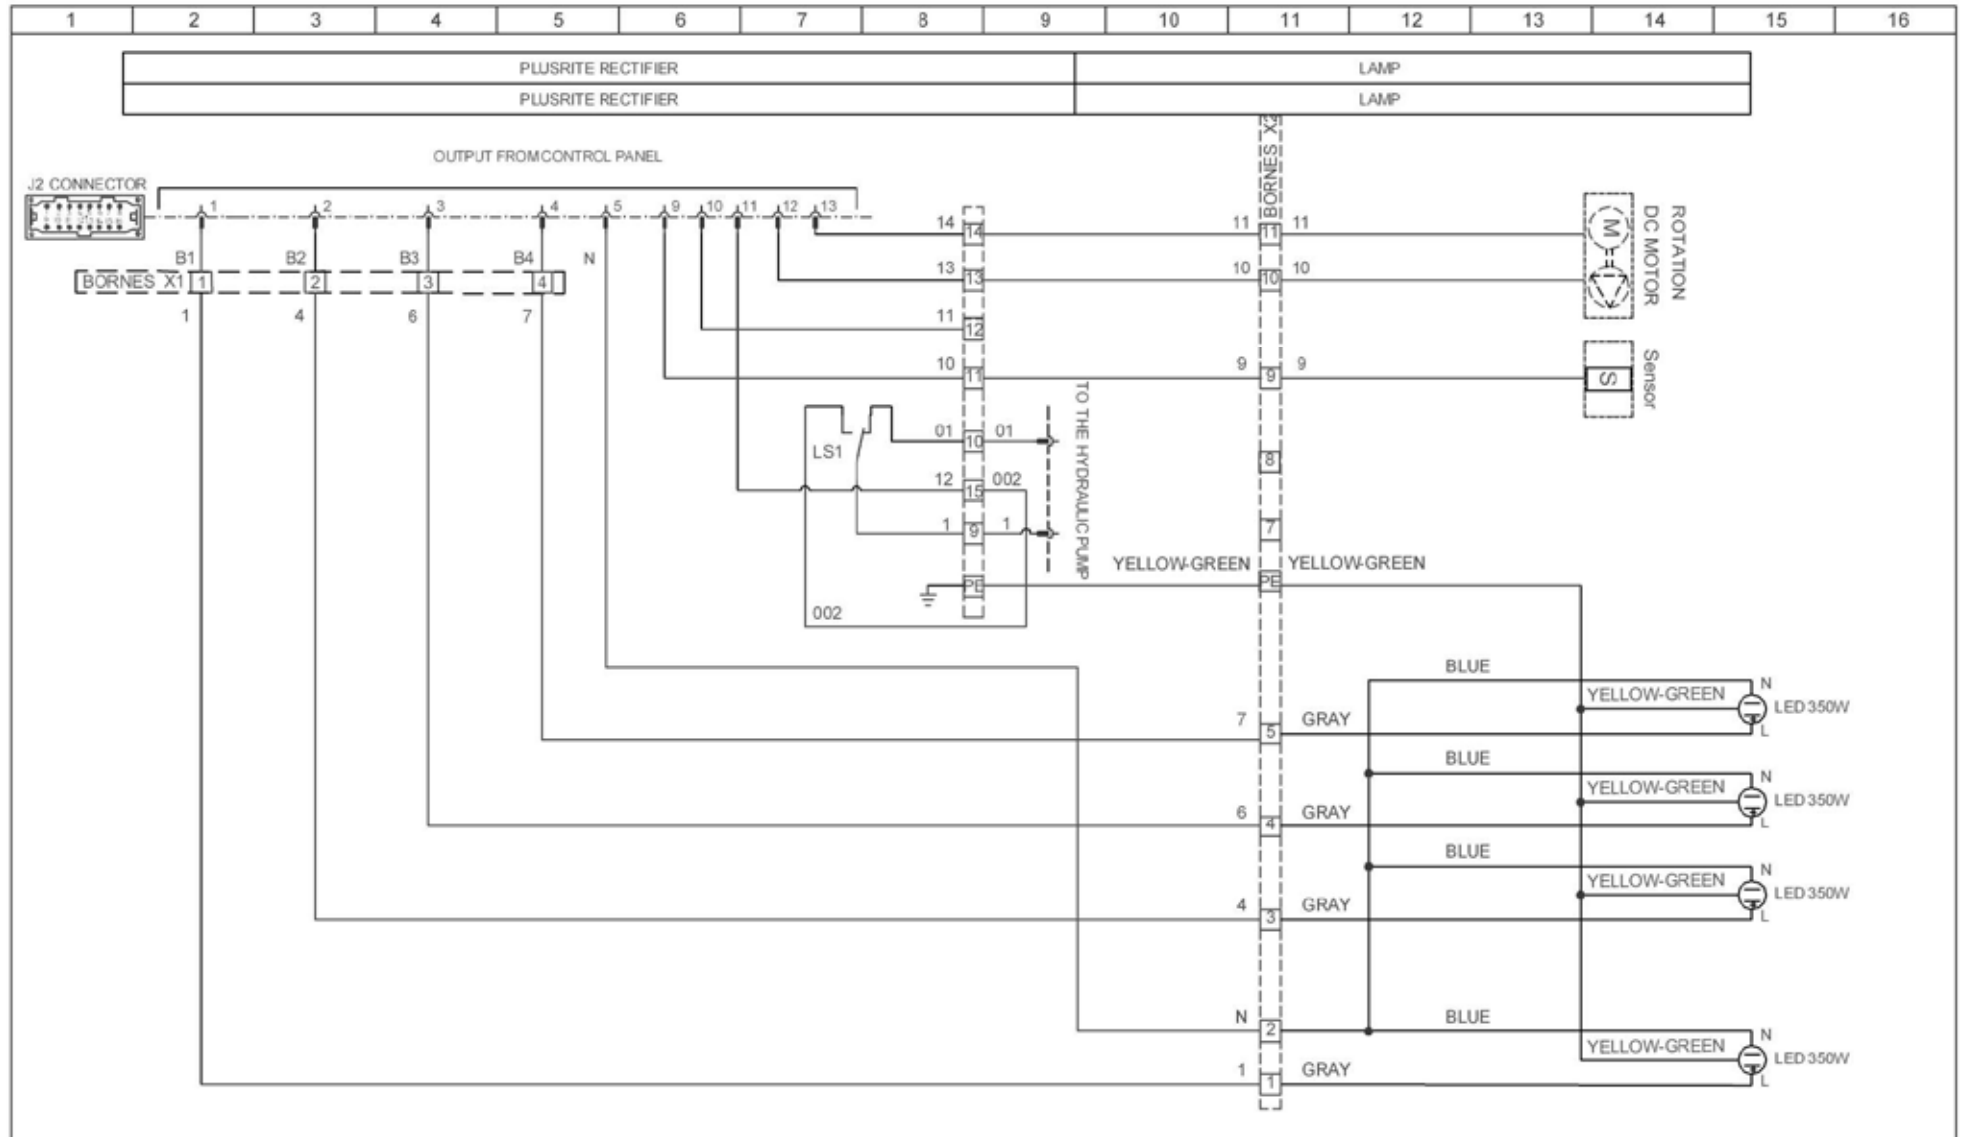 1 2 3 4 5 6 7 8 9 10 11 12 13 14 15 16
PLUSRITE RECTIFIER LAMP
PLUSRITE RECTIFIER LAMP
OUTPUT FROM CONTROL PANEL
J2 CONNECTOR
1 2 3 4 5 9 10 11 12 13
B1 B2 B3 B4 N
BORNES X1 1 2 3 4
1 4 6 7
BORNES X2
14 14 11 11 11
13 13 10 10 10
11 12
10 11 9 9 9
M
ROTATION
DC MOTOR
S
Sensor
LS1
01 10 01
12 15 002
1 9 1
TO THE HYDRAULIC PUMP
8
7
PE YELLOW-GREEN PE YELLOW-GREEN
002
BLUE
N
YELLOW-GREEN LED 350W
7 5 GRAY L
BLUE
N
YELLOW-GREEN LED 350W
6 4 GRAY L
BLUE
N
YELLOW-GREEN LED 350W
4 3 GRAY L
N 2 BLUE
N
YELLOW-GREEN LED 350W
1 1 GRAY L